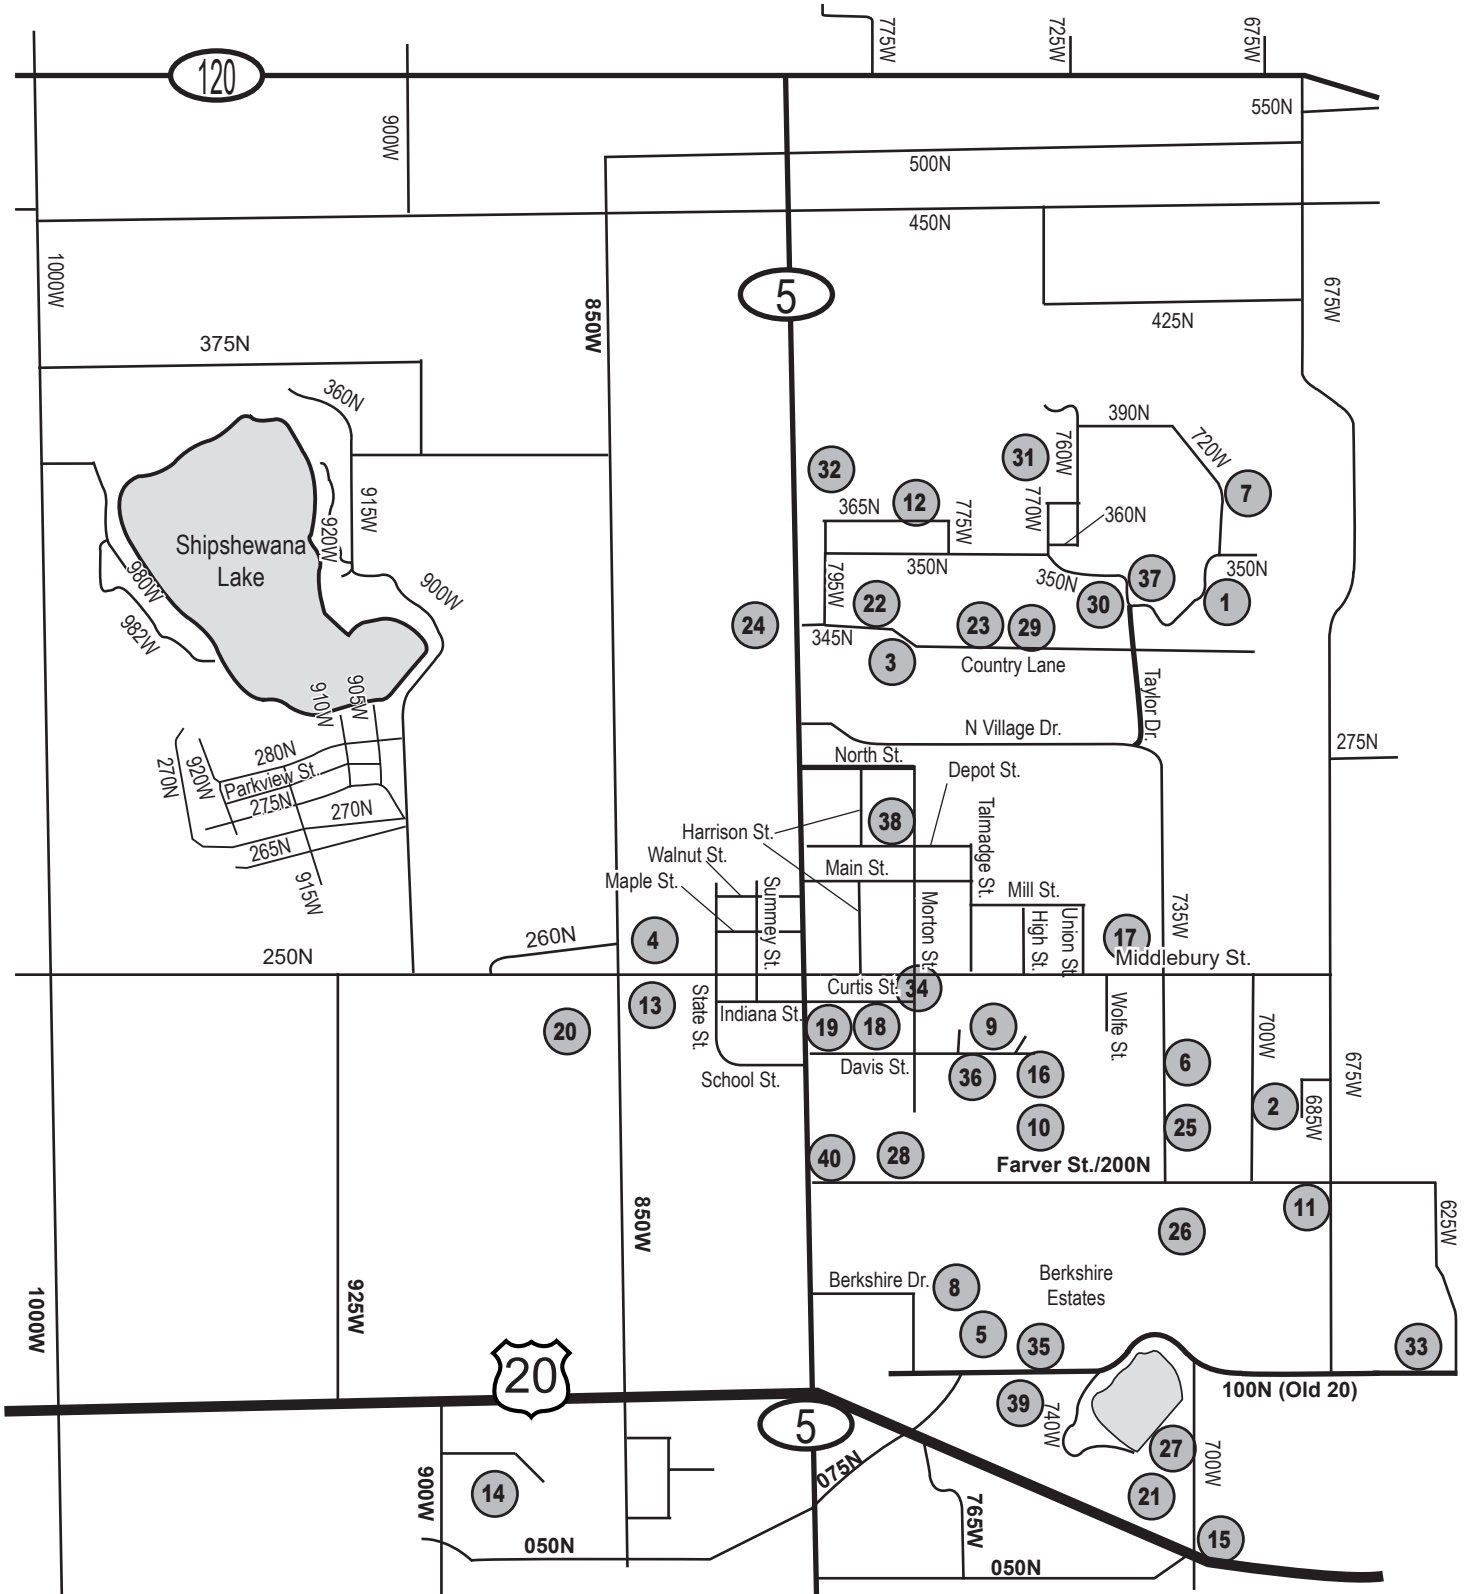 775W
725W
675W
120
550N
900W
500N
450N
1000W
5
675W
850W
425N
375N
360N
390N
760W
720W
31
32
7
12
365N
775W
770W
360N
915W
920W
Shipshewana
Lake
350N
350N
37
350N
795W
980W
900W
22
30
1
982W
24
23
29
345N
3
Country Lane
Taylor Dr.
910W
905W
N Village Dr.
275N
280N
North St.
270N
920W
Parkview St.
Depot St.
275N
270N
Harrison St.
38
Talmadge St.
265N
Walnut St.
Main St.
Maple St.
Summey St.
915W
Mill St.
Morton St.
High St.
Union St.
735W
4
260N
17
250N
Middlebury St.
13
State St.
Curtis St.
34
Indiana St.
Wolfe St.
20
19
18
9
700W
School St.
Davis St.
36
16
6
675W
2
685W
10
25
40
28
Farver St./200N
11
850W
26
625W
Berkshire Dr.
8
Berkshire
Estates
1000W
925W
5
35
33
20
100N (Old 20)
39
740W
5
27
700W
075N
900W
14
21
765W
15
050N
050N